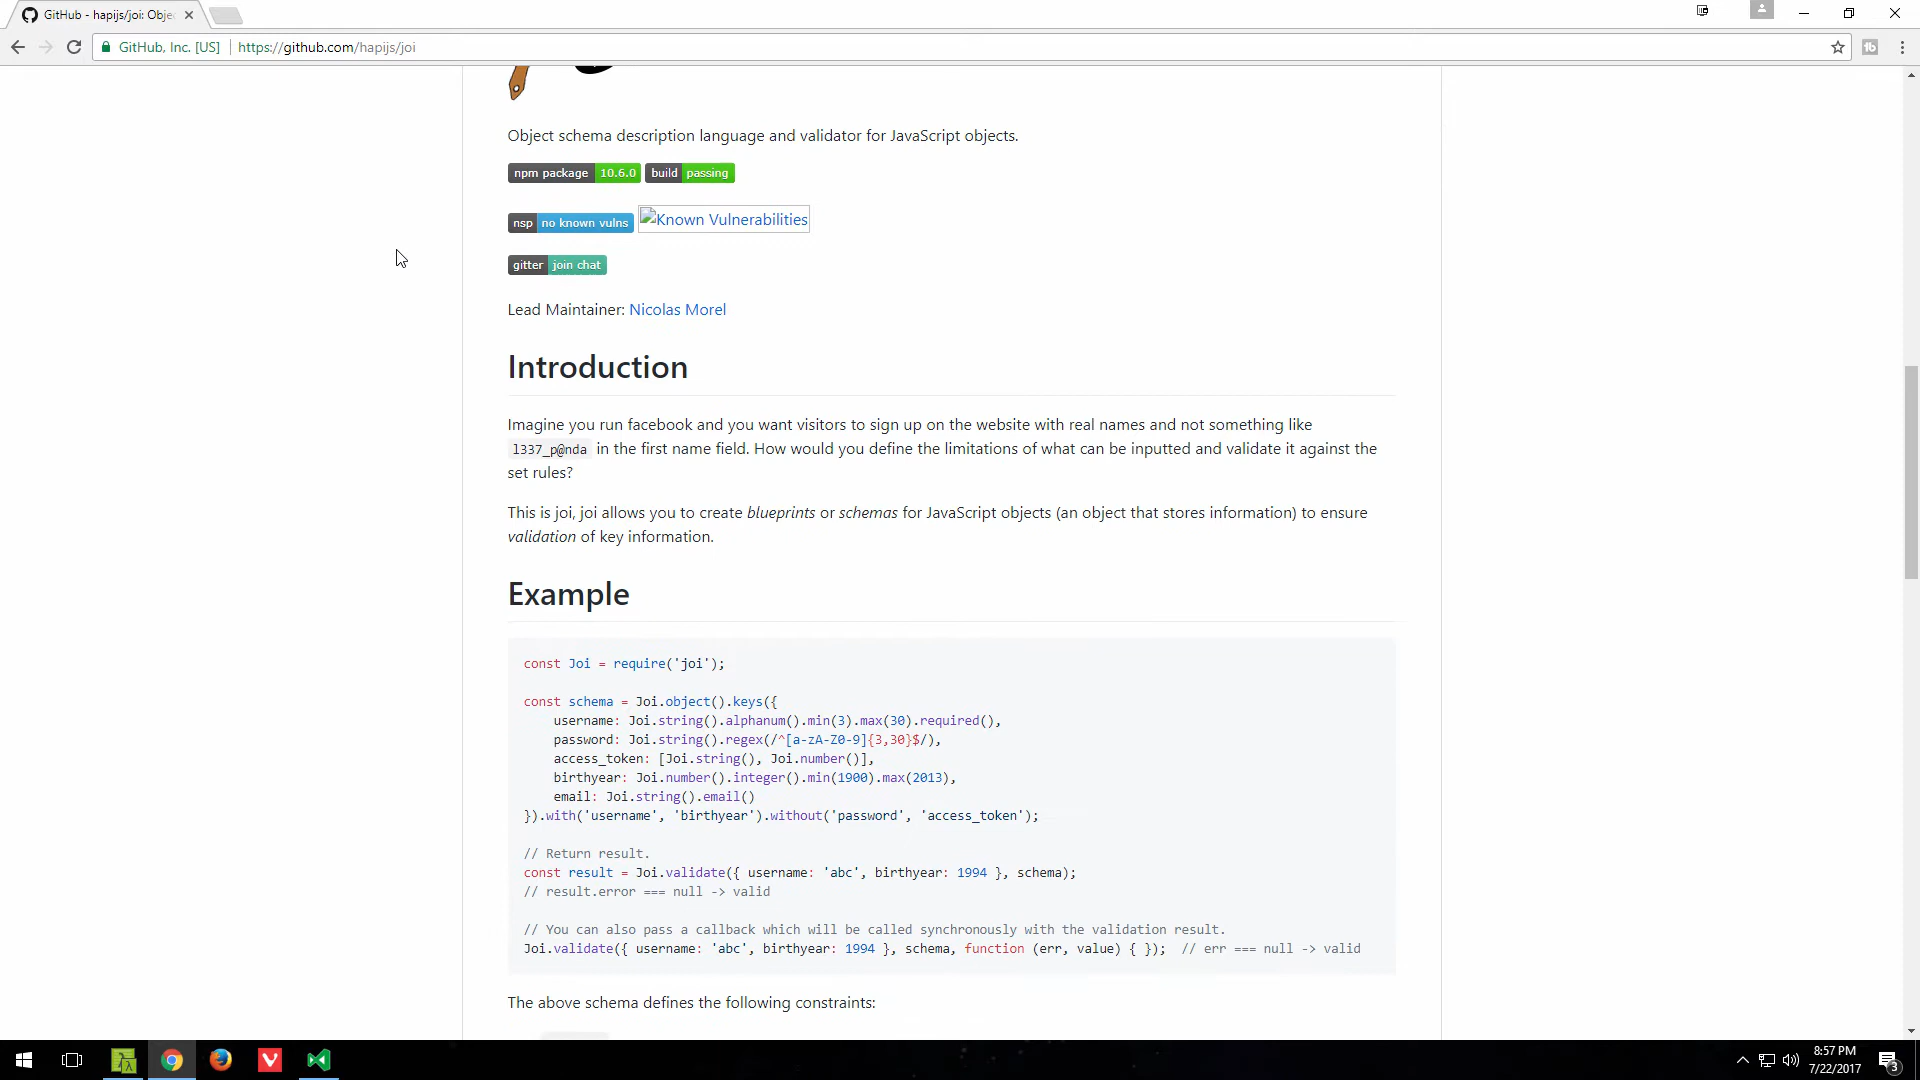 GitHub - hapijs/joi: Obje
GitHub, Inc. [US] https://github.com/hapijs/joi
Object schema description language and validator for JavaScript objects.
npm package 10.6.0 build passing
nsp no known vulns Known Vulnerabilities
gitter join chat
Lead Maintainer: Nicolas Morel
Introduction
Imagine you run facebook and you want visitors to sign up on the website with real names and not something like
l337_p@nda in the first name field. How would you define the limitations of what can be inputted and validate it against the
set rules?
This is joi, joi allows you to create blueprints or schemas for JavaScript objects (an object that stores information) to ensure
validation of key information.
Example
const Joi = require('joi');
const schema = Joi.object().keys({
    username: Joi.string().alphanum().min(3).max(30).required(),
    password: Joi.string().regex(/^[a-zA-Z0-9]{3,30}$/),
    access_token: [Joi.string(), Joi.number()],
    birthyear: Joi.number().integer().min(1900).max(2013),
    email: Joi.string().email()
}).with('username', 'birthyear').without('password', 'access_token');
// Return result.
const result = Joi.validate({ username: 'abc', birthyear: 1994 }, schema);
// result.error === null -> valid
// You can also pass a callback which will be called synchronously with the validation result.
Joi.validate({ username: 'abc', birthyear: 1994 }, schema, function (err, value) { });  // err === null -> valid
The above schema defines the following constraints:
8:57 PM
7/22/2017
3